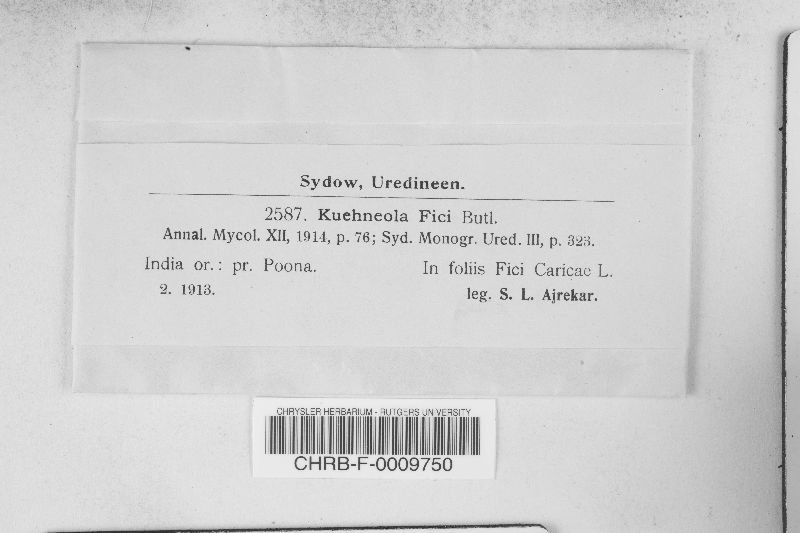 Sydow, Uredineen.
2587. Kuehneola Fici Butl.
Annal. Mycol. XII, 1914, p. 76; Syd. Monogr. Ured. III, p. 323.
India or.: pr. Poona. In foliis Fici Caricae L.
2. 1913. leg. S. L. Ajrekar.
CHRYSLER HERBARIUM - RUTGERS UNIVERSITY
CHRB-F-0009750